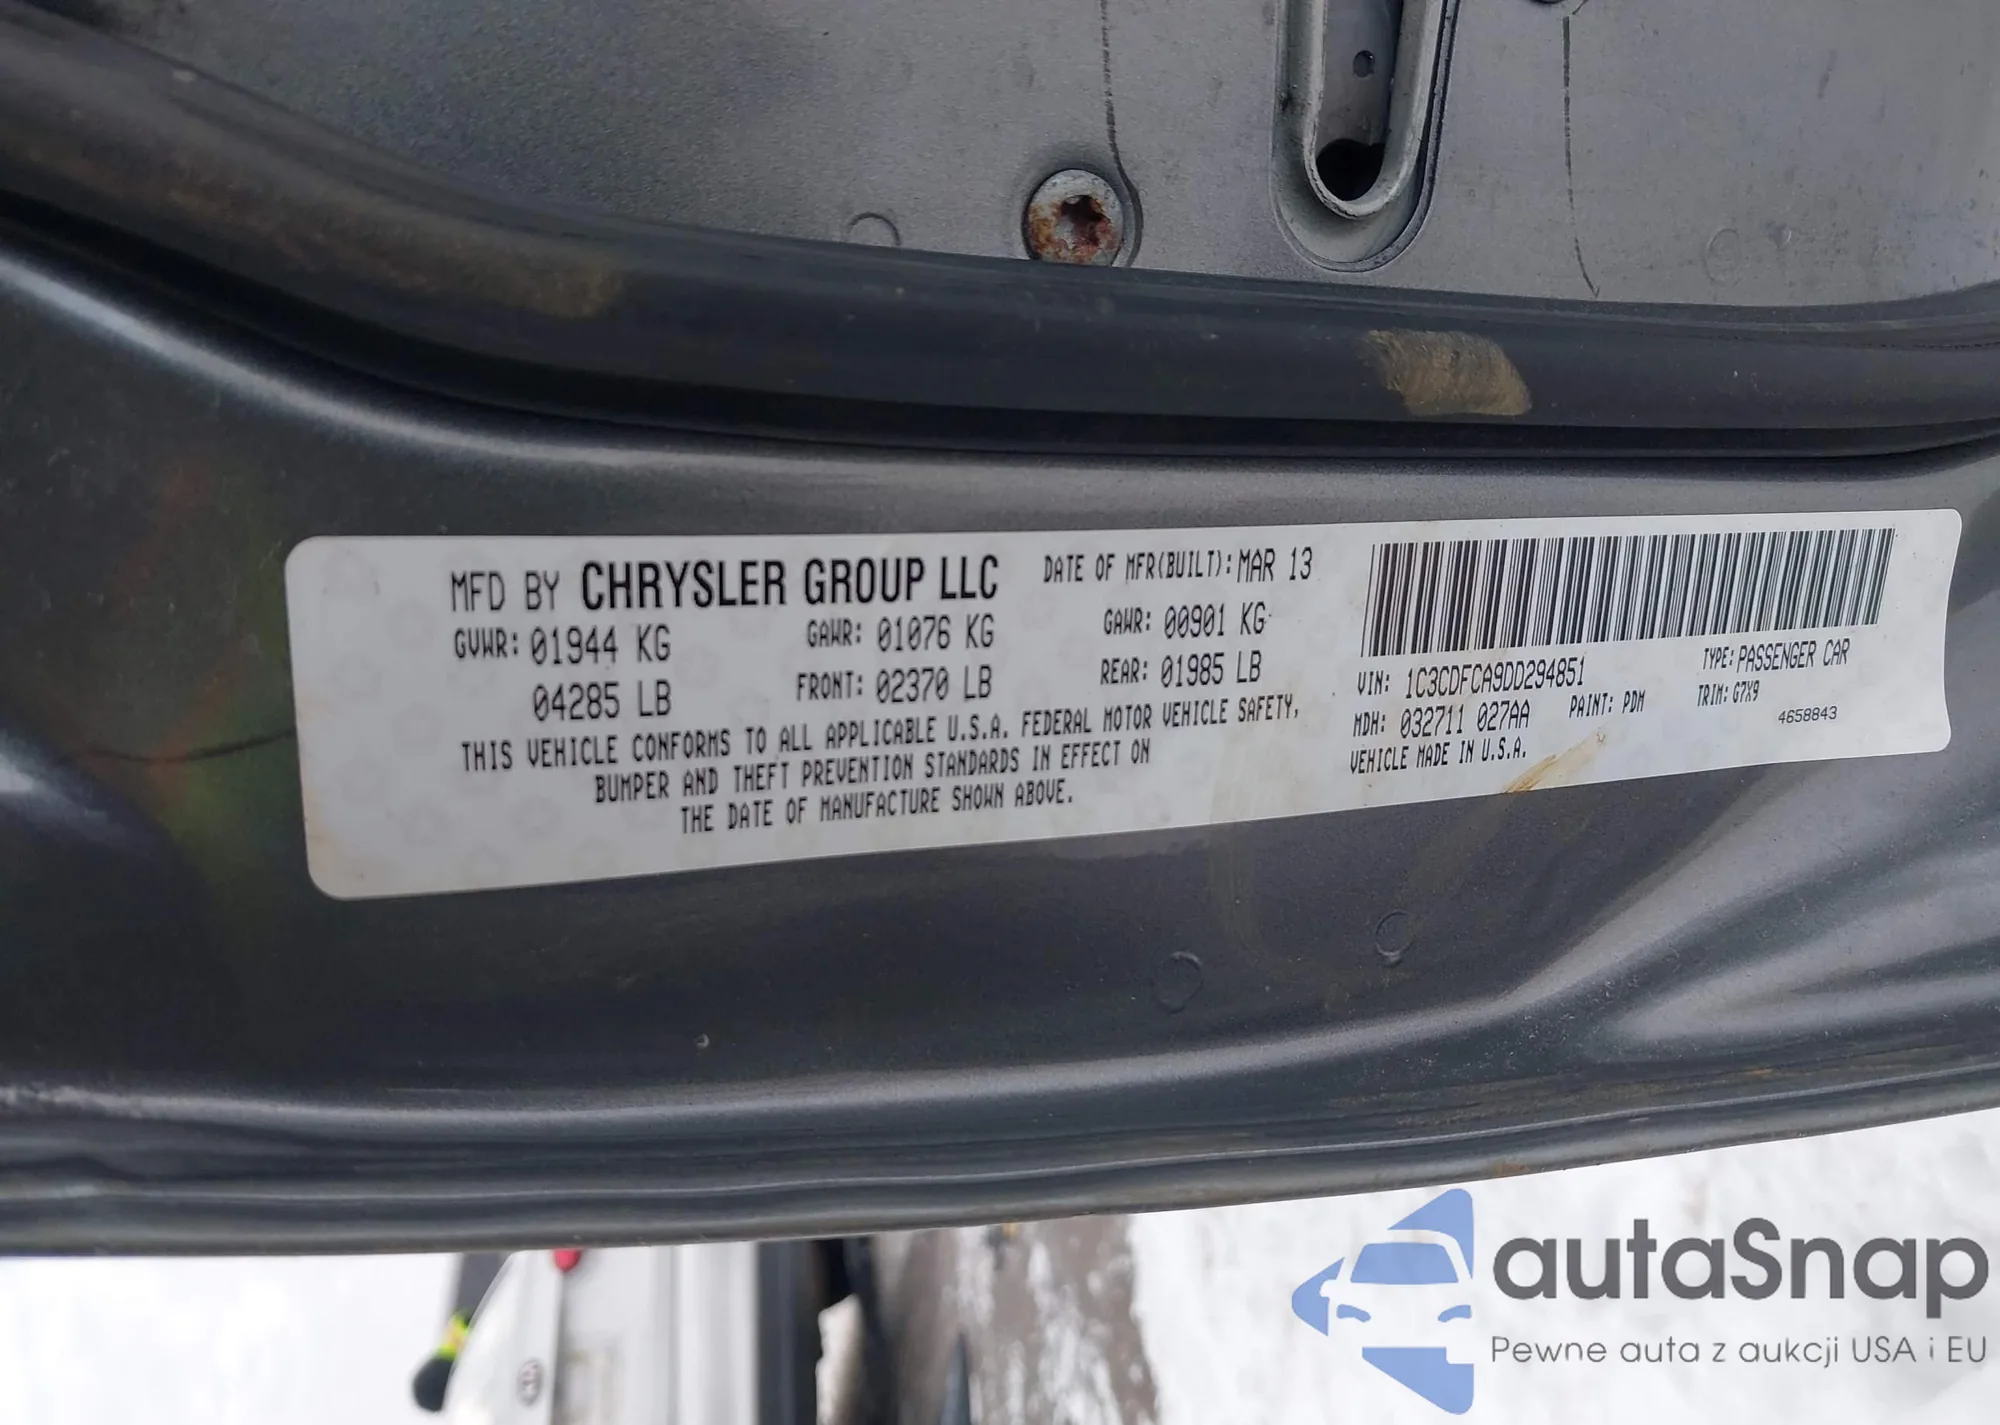 MFD BY CHRYSLER GROUP LLC DATE OF MFR(BUILT): MAR 13
GVWR: 01944 KG GAWR: 01076 KG GAWR: 00901 KG
04285 LB FRONT: 02370 LB REAR: 01985 LB
THIS VEHICLE CONFORMS TO ALL APPLICABLE U.S.A. FEDERAL MOTOR VEHICLE SAFETY,
BUMPER AND THEFT PREVENTION STANDARDS IN EFFECT ON
THE DATE OF MANUFACTURE SHOWN ABOVE.
VIN: 1C3CDFCA9DD294851 TYPE: PASSENGER CAR
MDH: 032711 027AA PAINT: PDM TRIM: G7X9
VEHICLE MADE IN U.S.A. 4658843
autaSnap
Pewne auta z aukcji USA i EU